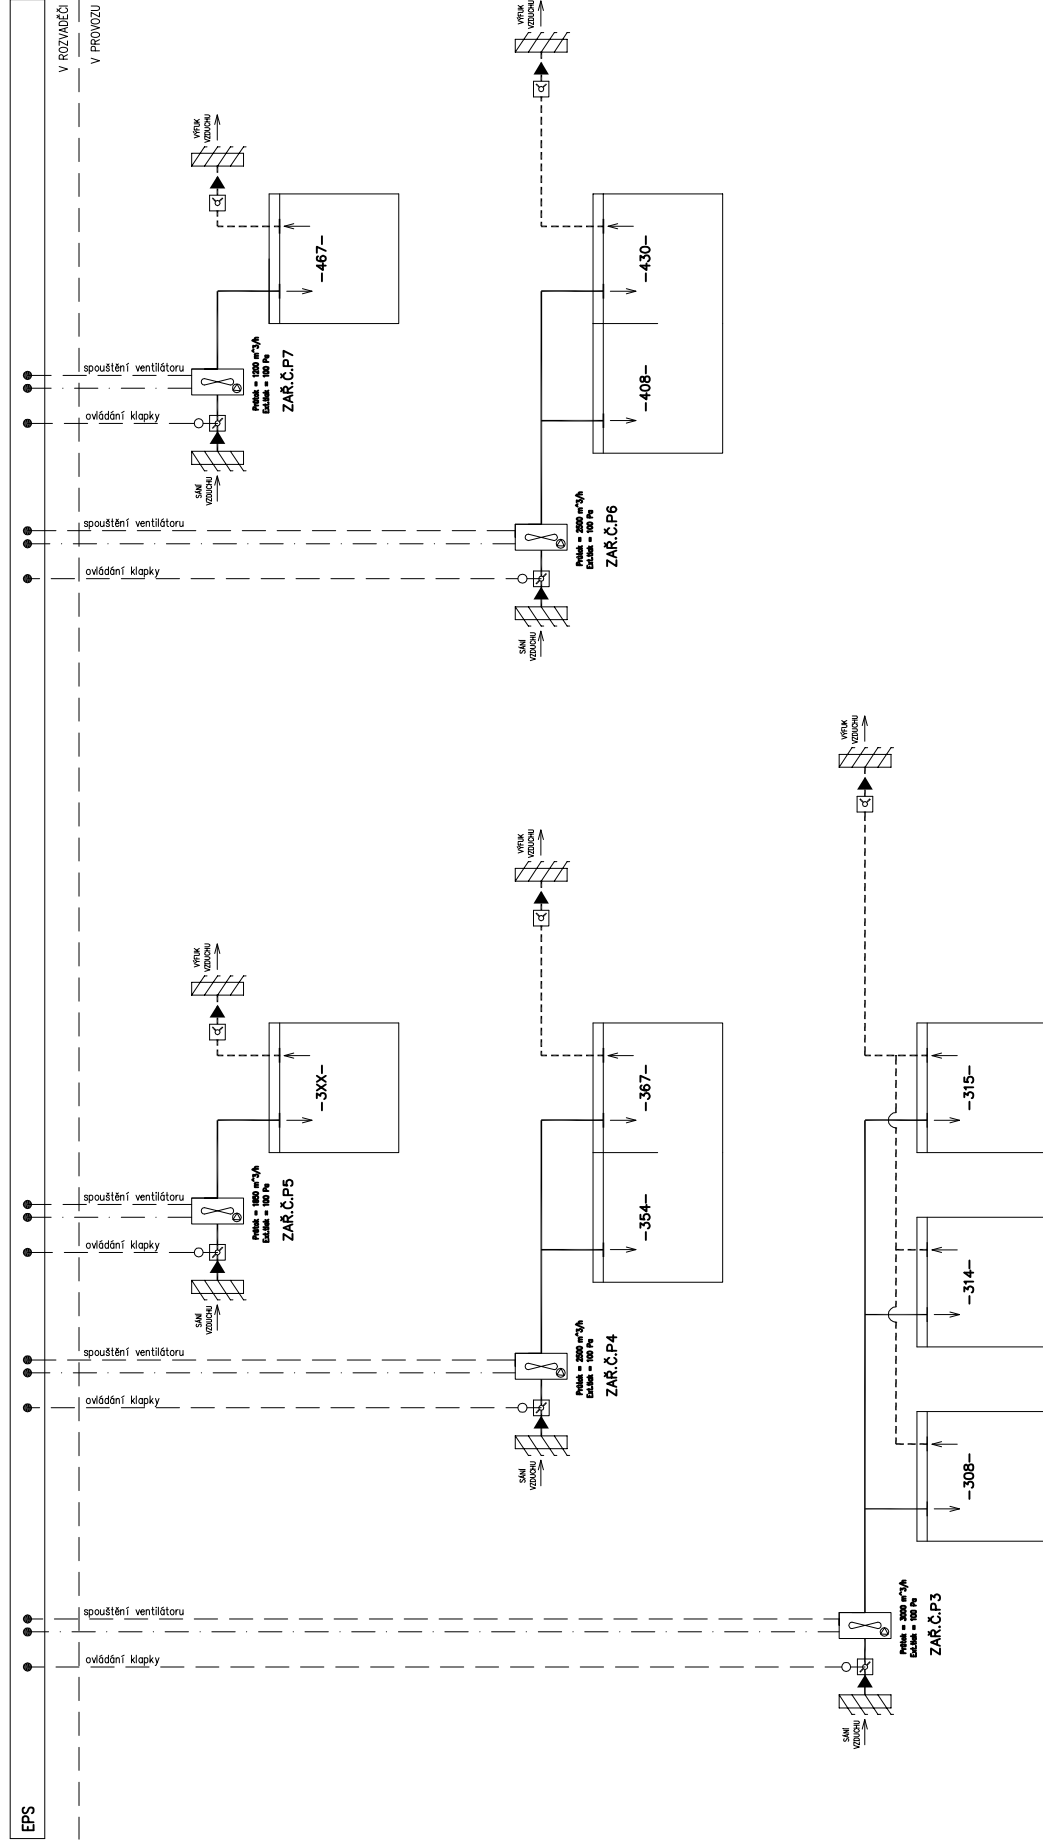 EPS
V ROZVADĚČI
V PROVOZU
ovládání klapky
spouštění ventilátoru
SÁNÍ
VZDUCHU
Průtok = 3000 m^3/h
Ext.tlak = 100 Pa
ZAŘ.Č.P3
-308-
-314-
-315-
VÝFUK
VZDUCHU
ovládání klapky
spouštění ventilátoru
SÁNÍ
VZDUCHU
Průtok = 2500 m^3/h
Ext.tlak = 100 Pa
ZAŘ.Č.P4
-354-
-367-
VÝFUK
VZDUCHU
ovládání klapky
spouštění ventilátoru
SÁNÍ
VZDUCHU
Průtok = 1850 m^3/h
Ext.tlak = 100 Pa
ZAŘ.Č.P5
-3XX-
VÝFUK
VZDUCHU
ovládání klapky
spouštění ventilátoru
SÁNÍ
VZDUCHU
Průtok = 2500 m^3/h
Ext.tlak = 100 Pa
ZAŘ.Č.P6
-408-
-430-
VÝFUK
VZDUCHU
ovládání klapky
spouštění ventilátoru
SÁNÍ
VZDUCHU
Průtok = 1200 m^3/h
Ext.tlak = 100 Pa
ZAŘ.Č.P7
-467-
VÝFUK
VZDUCHU